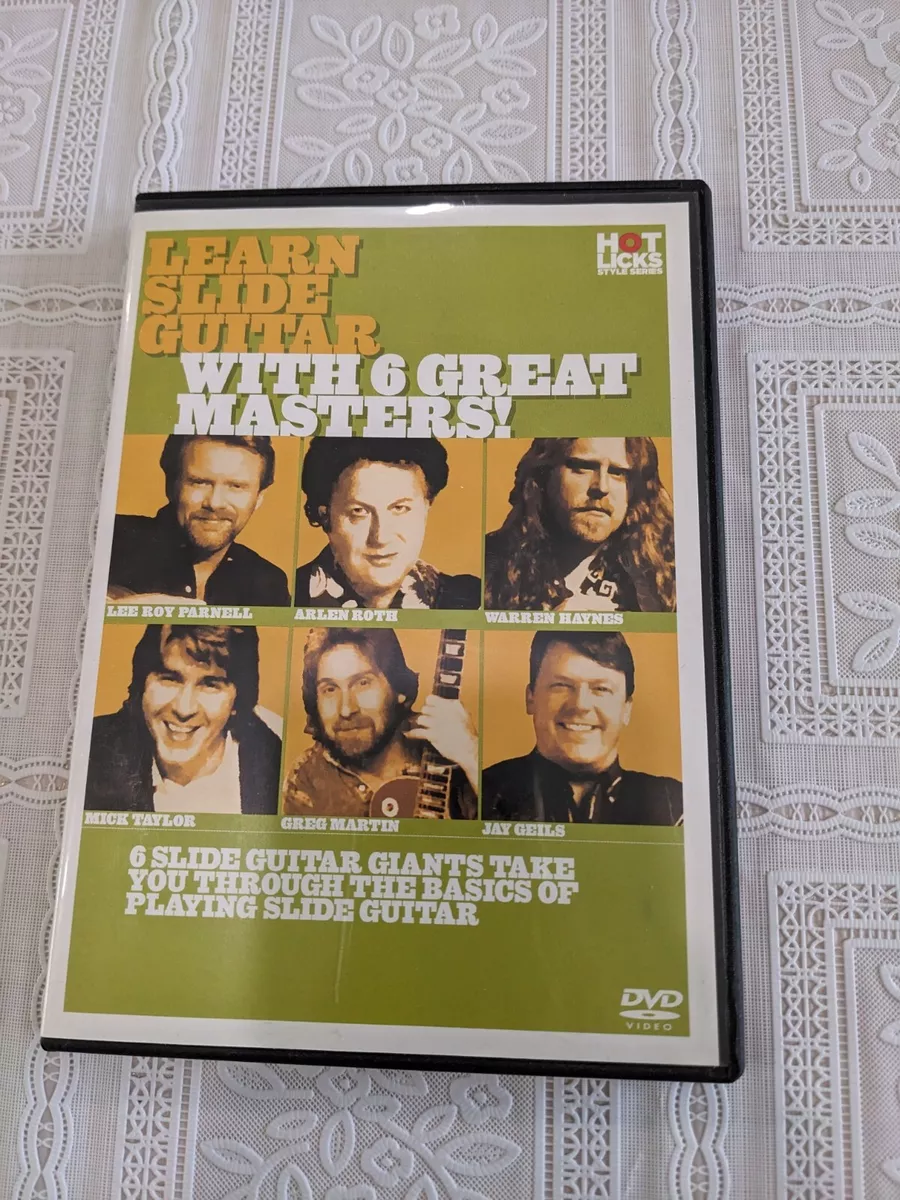 LEARN
SLIDE
GUITAR
WITH 6 GREAT
MASTERS!
HOT
LICKS
STYLE SERIES
LEE ROY PARNELL
ARLEN ROTH
WARREN HAYNES
MICK TAYLOR
GREG MARTIN
JAY GEILS
6 SLIDE GUITAR GIANTS TAKE
YOU THROUGH THE BASICS OF
PLAYING SLIDE GUITAR
DVD
VIDEO